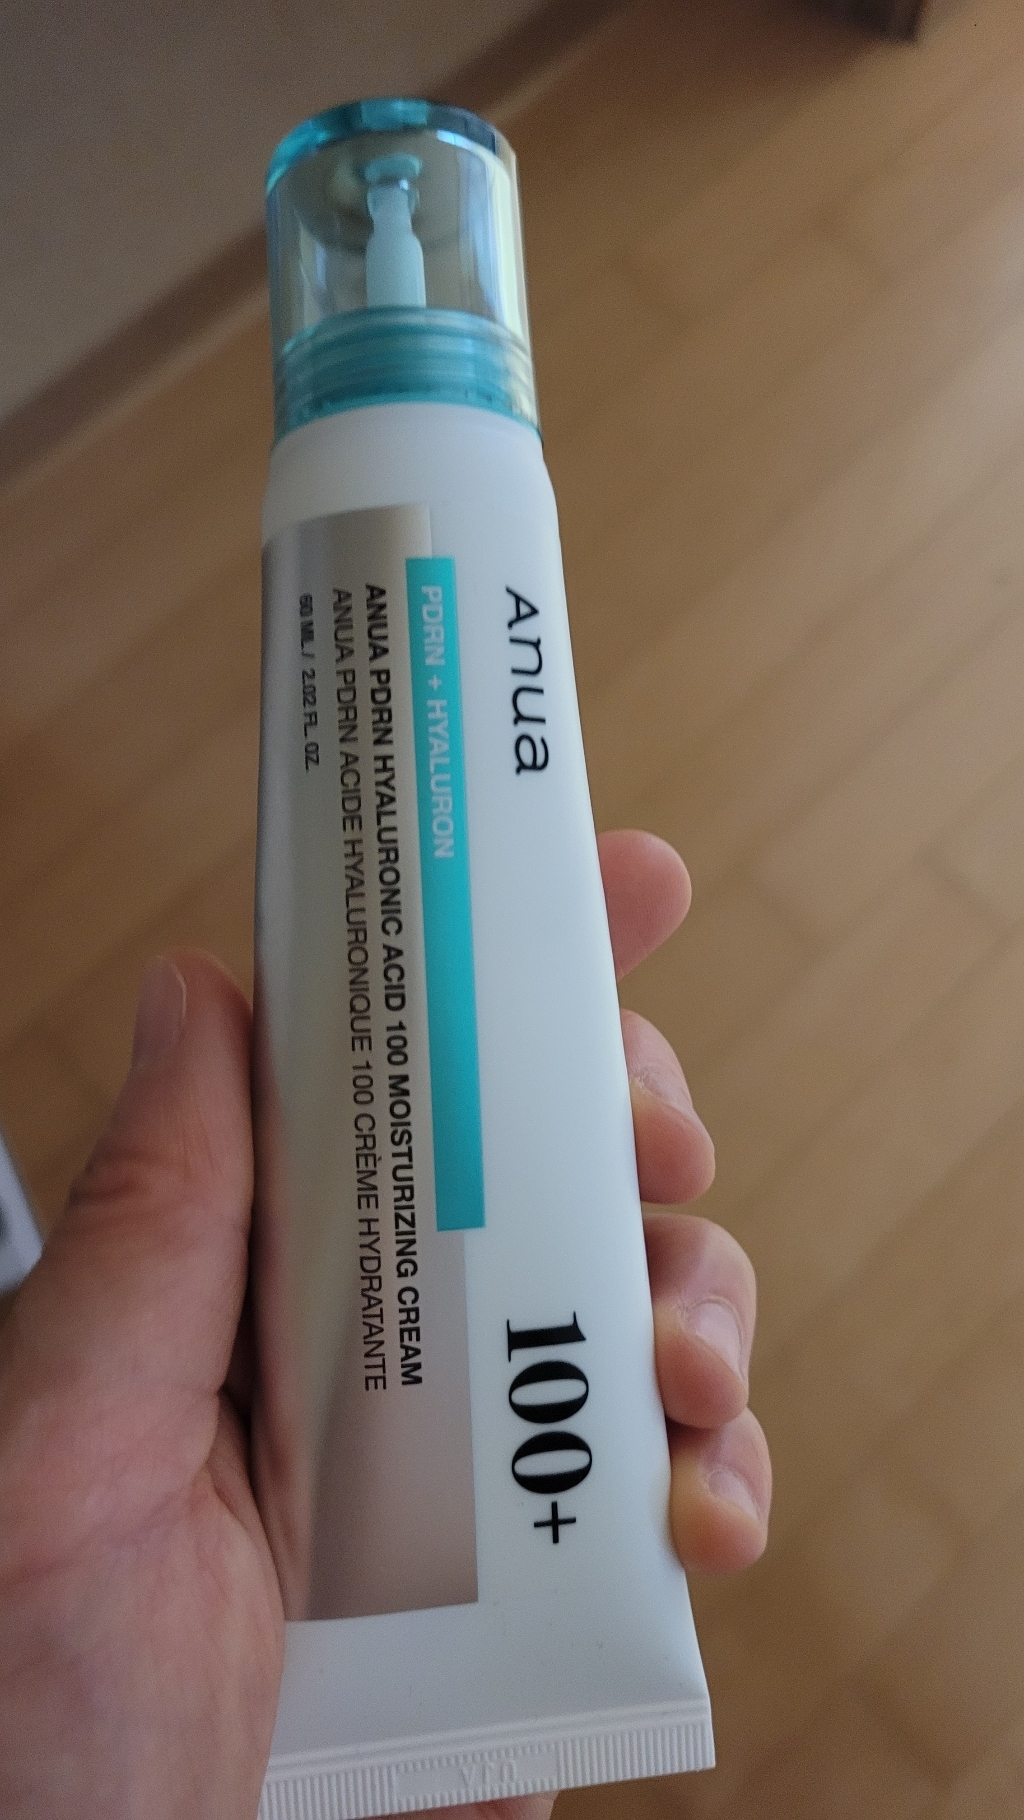 Anua
100+
PDRN + HYALURON
ANUA PDRN HYALURONIC ACID 100 MOISTURIZING CREAM
ANUA PDRN ACIDE HYALURONIQUE 100 CRÈME HYDRATANTE
60 ML / 2.02 FL. OZ.